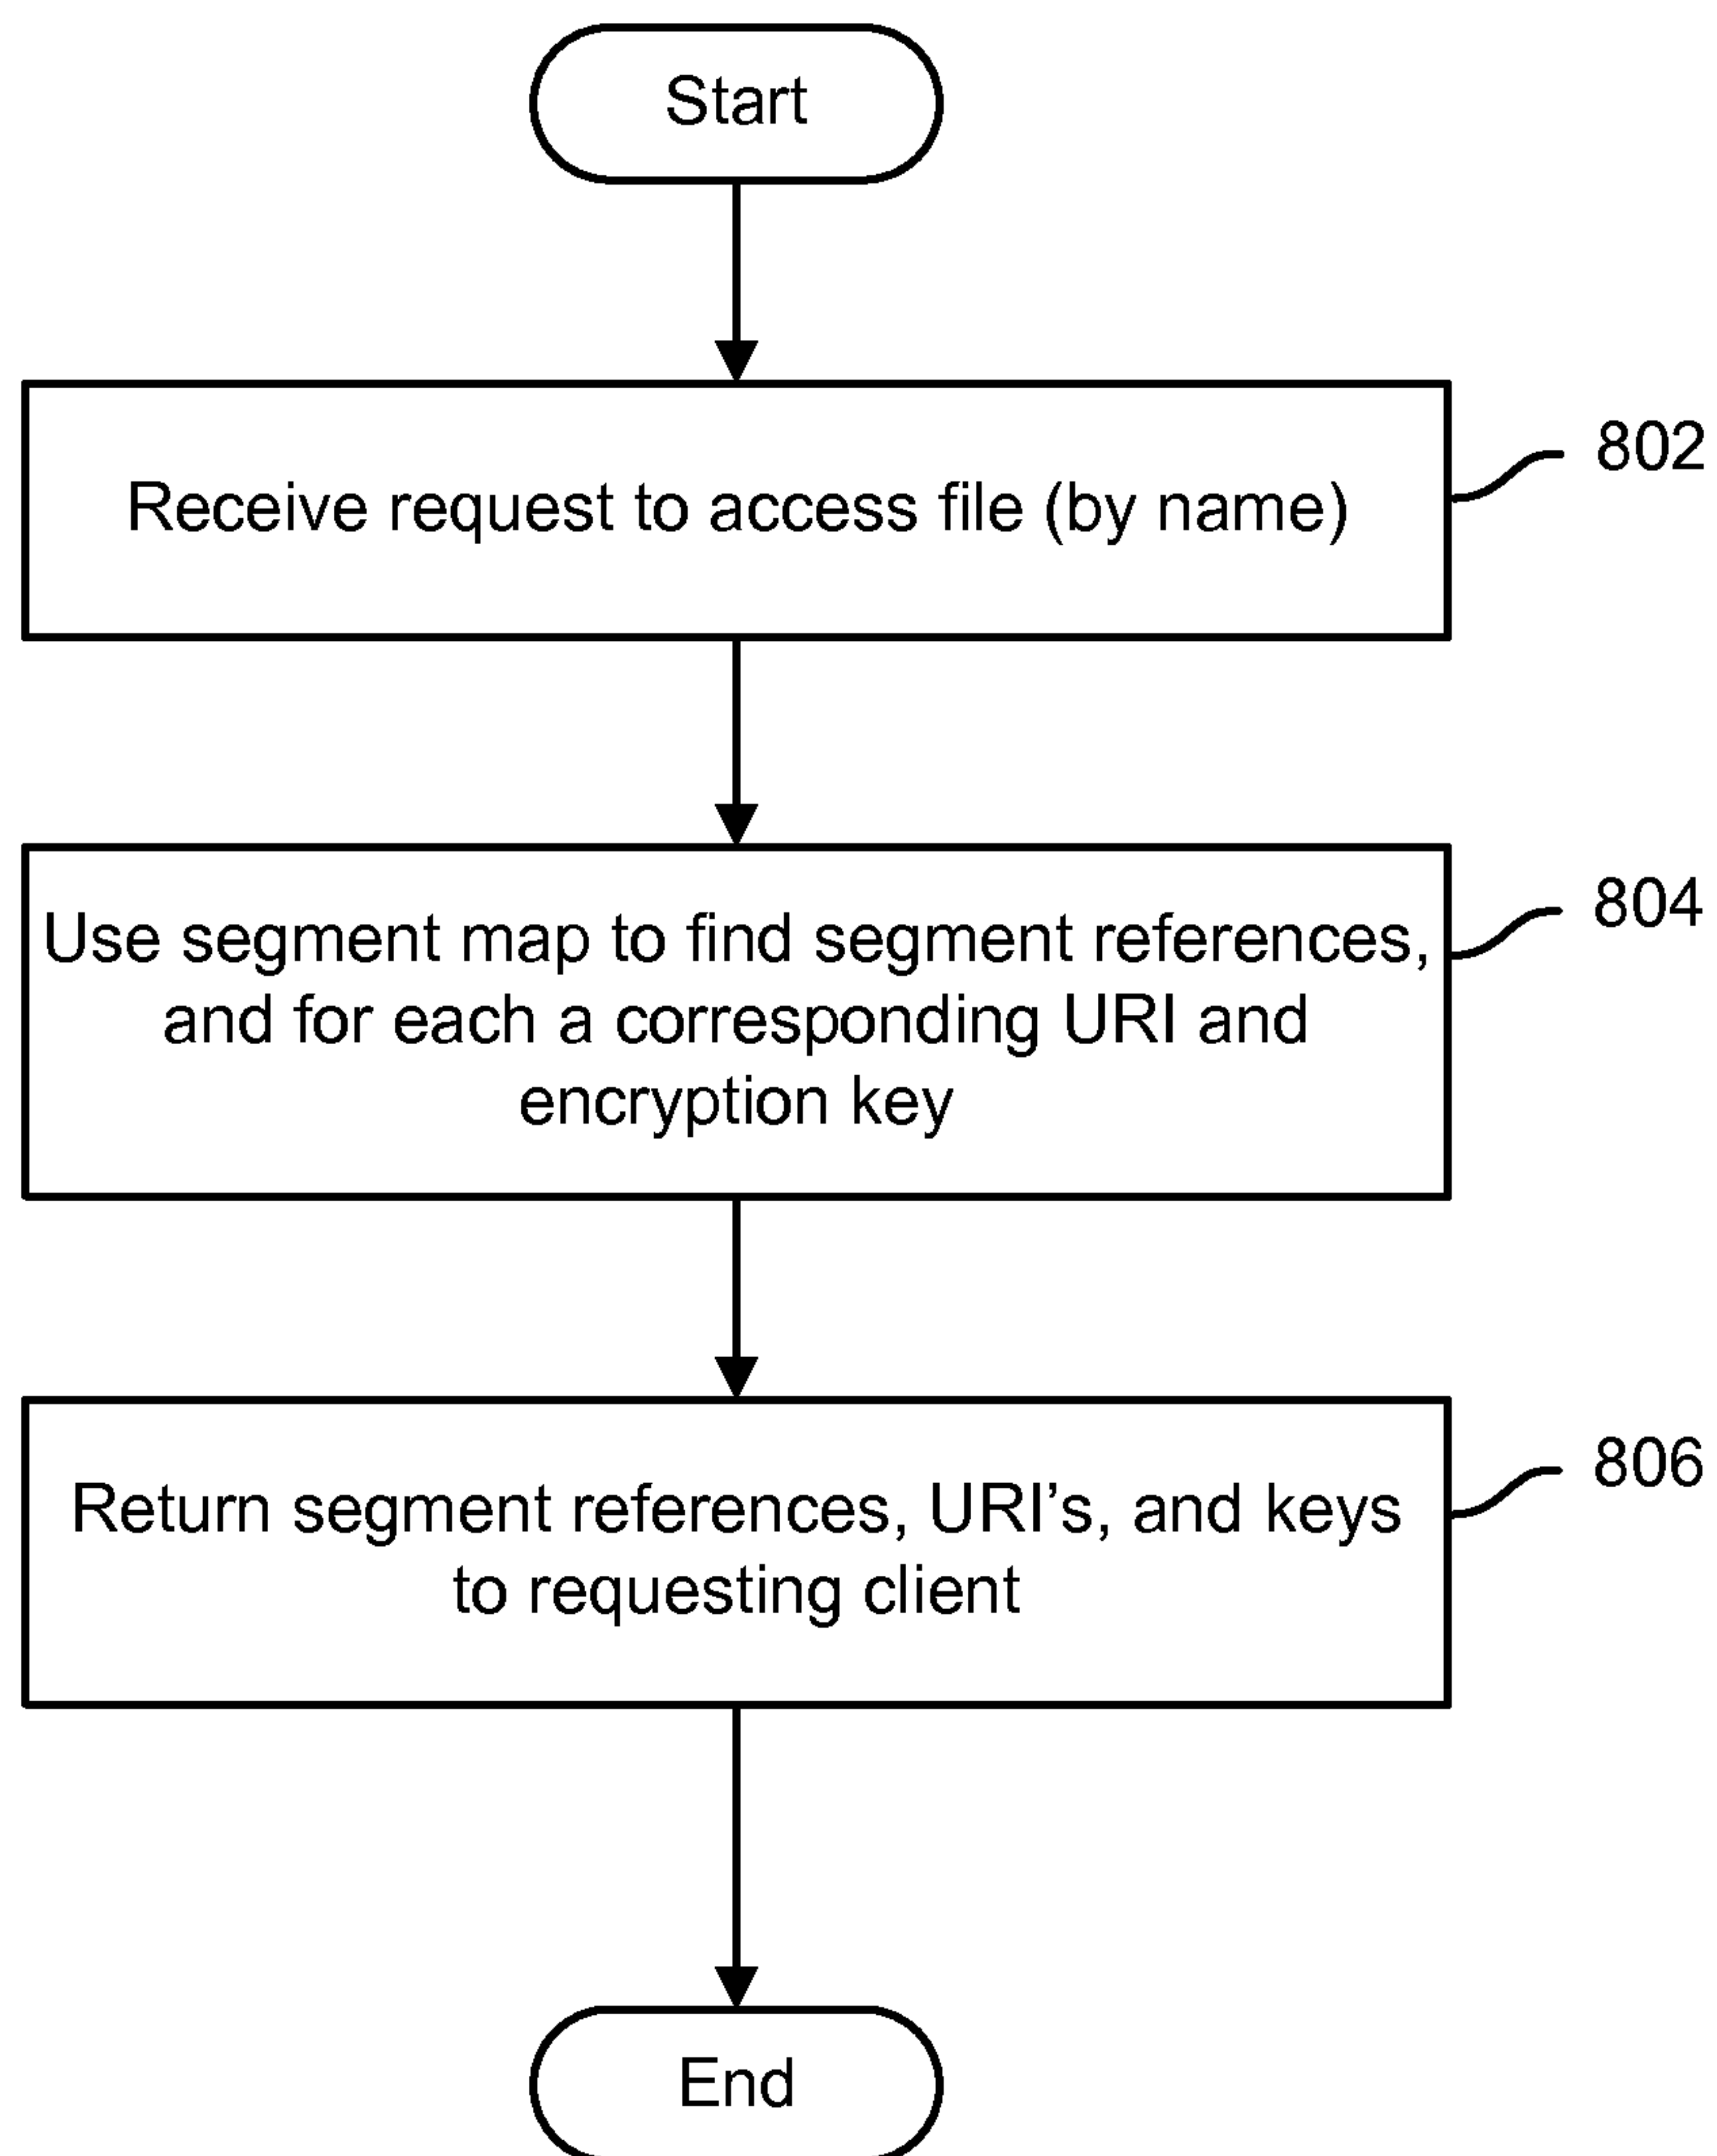 Start
Receive request to access file (by name)
802
Use segment map to find segment references,
and for each a corresponding URI and
encryption key
804
Return segment references, URI’s, and keys
to requesting client
806
End